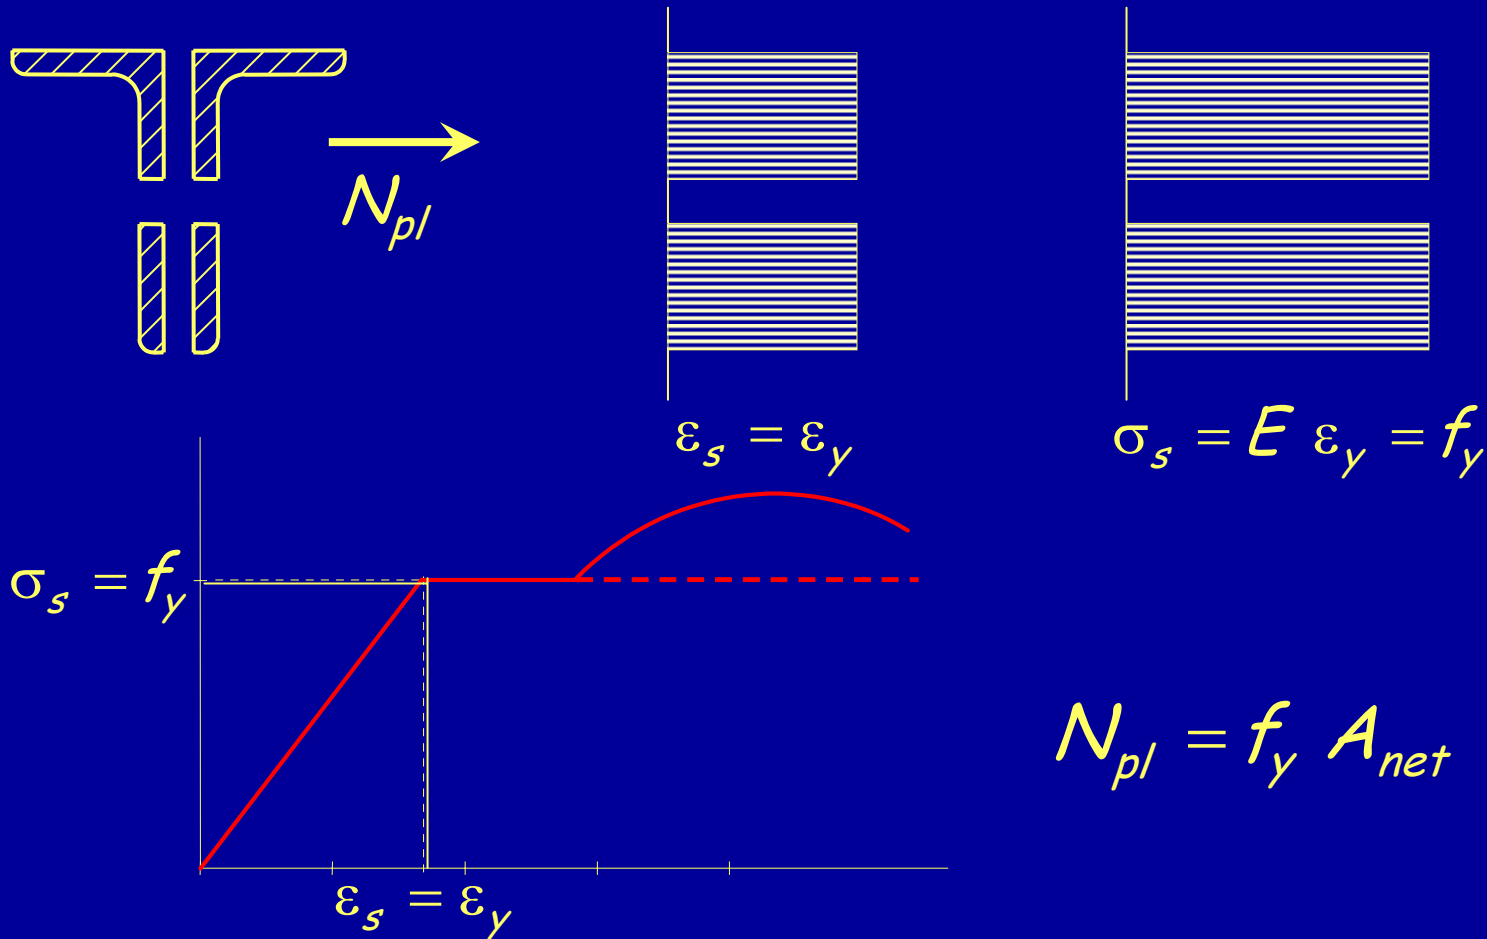 N_pl
ε_s = ε_y
σ_s = E ε_y = f_y
σ_s = f_y
N_pl = f_y A_net
ε_s = ε_y